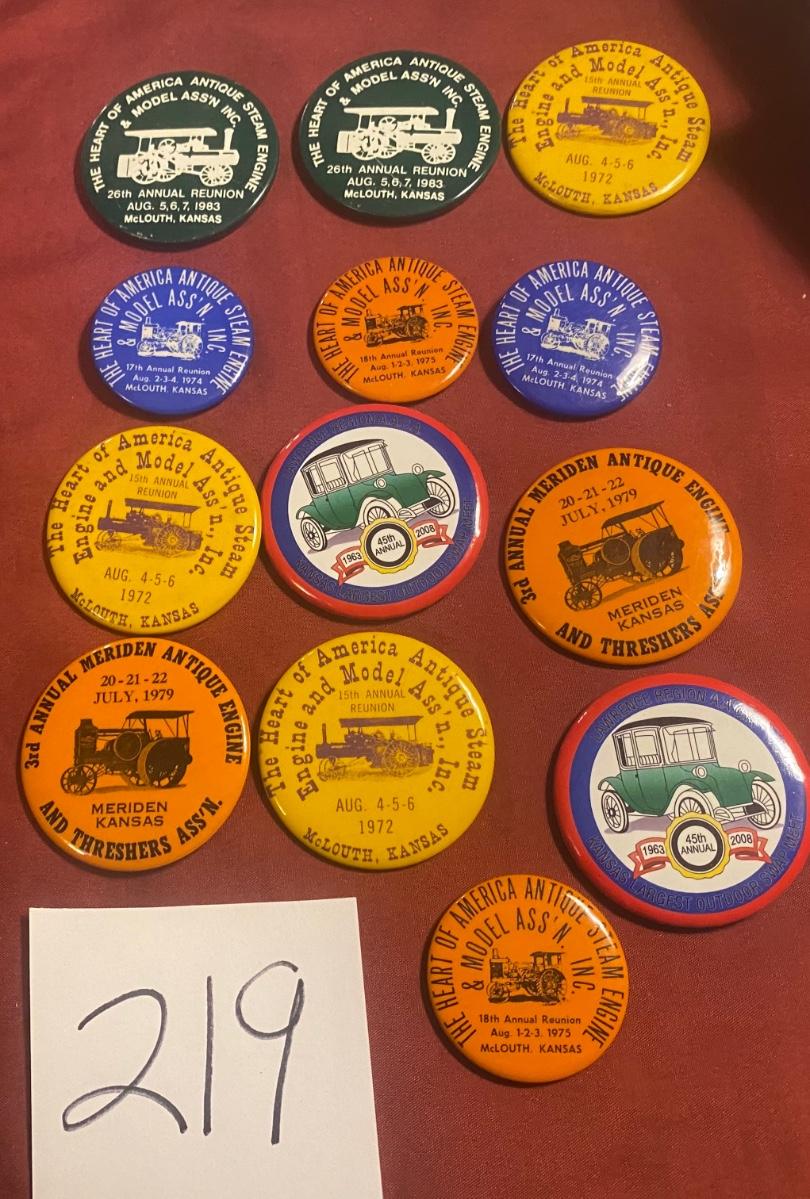 THE HEART OF AMERICA ANTIQUE STEAM ENGINE
& MODEL ASS'N INC.
26th ANNUAL REUNION
AUG. 5,6,7, 1983
McLOUTH, KANSAS
THE HEART OF AMERICA ANTIQUE STEAM ENGINE
& MODEL ASS'N INC.
26th ANNUAL REUNION
AUG. 5,6,7, 1983
McLOUTH, KANSAS
The Heart of America Antique Steam
Engine and Model Ass'n., Inc.
15th ANNUAL
REUNION
AUG. 4-5-6
1972
McLOUTH, KANSAS
THE HEART OF AMERICA ANTIQUE STEAM ENGINE
& MODEL ASS'N. INC.
17th Annual Reunion
Aug. 2-3-4, 1974
McLOUTH, KANSAS
THE HEART OF AMERICA ANTIQUE STEAM ENGINE
& MODEL ASS'N. INC.
18th Annual Reunion
Aug. 1-2-3, 1975
McLOUTH, KANSAS
THE HEART OF AMERICA ANTIQUE STEAM ENGINE
& MODEL ASS'N. INC.
17th Annual Reunion
Aug. 2-3-4, 1974
McLOUTH, KANSAS
The Heart of America Antique Steam
Engine and Model Ass'n., Inc.
15th ANNUAL
REUNION
AUG. 4-5-6
1972
McLOUTH, KANSAS
LAWRENCE REGION A.A.C.A.
1963
45th
ANNUAL
2008
KANSAS LARGEST OUTDOOR SWAP MEET
3rd ANNUAL MERIDEN ANTIQUE ENGINE
20-21-22
JULY, 1979
MERIDEN
KANSAS
AND THRESHERS ASS'N.
3rd ANNUAL MERIDEN ANTIQUE ENGINE
20-21-22
JULY, 1979
MERIDEN
KANSAS
AND THRESHERS ASS'N.
The Heart of America Antique Steam
Engine and Model Ass'n., Inc.
15th ANNUAL
REUNION
AUG. 4-5-6
1972
McLOUTH, KANSAS
LAWRENCE REGION A.A.C.A.
1963
45th
ANNUAL
2008
KANSAS LARGEST OUTDOOR SWAP MEET
THE HEART OF AMERICA ANTIQUE STEAM ENGINE
& MODEL ASS'N. INC.
18th Annual Reunion
Aug. 1-2-3, 1975
McLOUTH, KANSAS
219